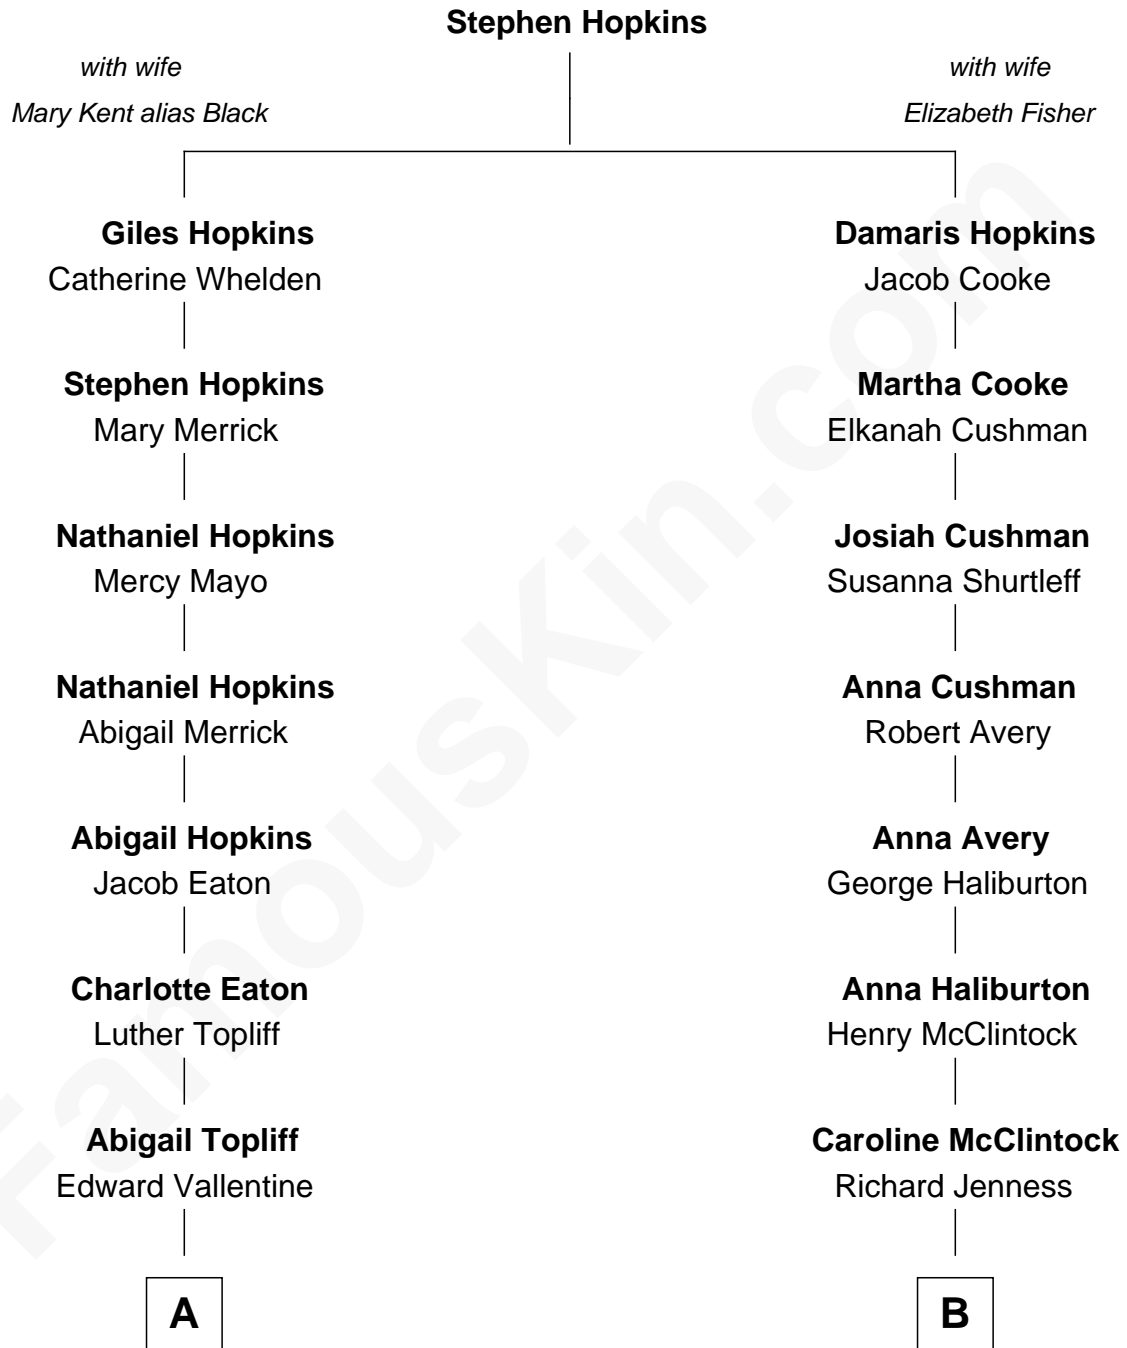 Stephen Hopkins
with wife
Mary Kent alias Black
with wife
Elizabeth Fisher
Giles Hopkins
Catherine Whelden
Damaris Hopkins
Jacob Cooke
Stephen Hopkins
Mary Merrick
Martha Cooke
Elkanah Cushman
Nathaniel Hopkins
Mercy Mayo
Josiah Cushman
Susanna Shurtleff
Nathaniel Hopkins
Abigail Merrick
Anna Cushman
Robert Avery
Abigail Hopkins
Jacob Eaton
Anna Avery
George Haliburton
Charlotte Eaton
Luther Topliff
Anna Haliburton
Henry McClintock
Abigail Topliff
Edward Vallentine
Caroline McClintock
Richard Jenness
A
B
FamousKin.com